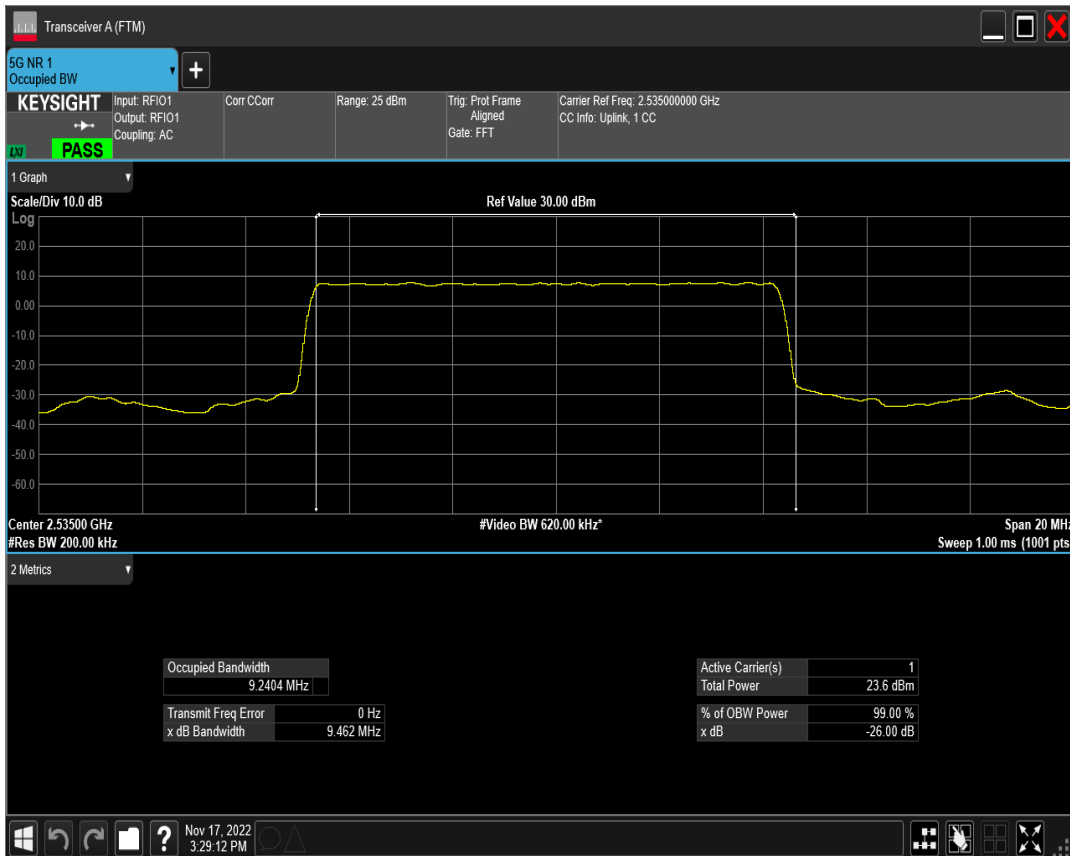 Transceiver A (FTM)
5G NR 1
Occupied BW
+
KEYSIGHT
LXI
PASS
Input: RFIO1
Output: RFIO1
Coupling: AC
Corr CCorr
Range: 25 dBm
Trig: Prot Frame
Aligned
Gate: FFT
Carrier Ref Freq: 2.535000000 GHz
CC Info: Uplink, 1 CC
1 Graph
Scale/Div 10.0 dB
Ref Value 30.00 dBm
Log
20.0
10.0
0.00
-10.0
-20.0
-30.0
-40.0
-50.0
-60.0
Center 2.53500 GHz
#Video BW 620.00 kHz*
Span 20 MHz
#Res BW 200.00 kHz
Sweep 1.00 ms (1001 pts
2 Metrics
Occupied Bandwidth
9.2404 MHz
Transmit Freq Error 0 Hz
x dB Bandwidth 9.462 MHz
Active Carrier(s) 1
Total Power 23.6 dBm
% of OBW Power 99.00 %
x dB -26.00 dB
?
Nov 17, 2022
3:29:12 PM